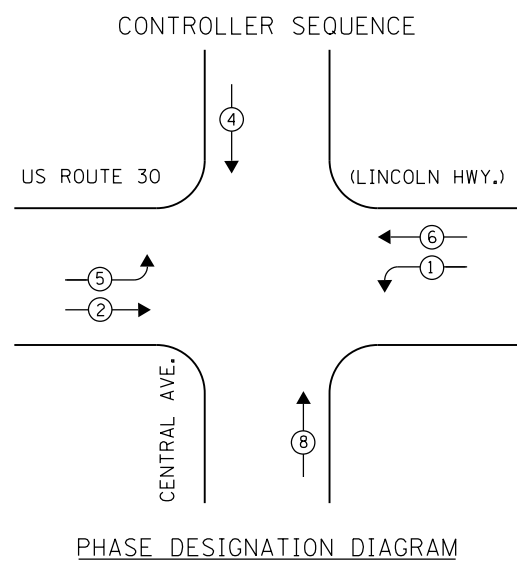 CONTROLLER SEQUENCE
4
US ROUTE 30
(LINCOLN HWY.)
6
5
1
2
CENTRAL AVE.
8
PHASE DESIGNATION DIAGRAM